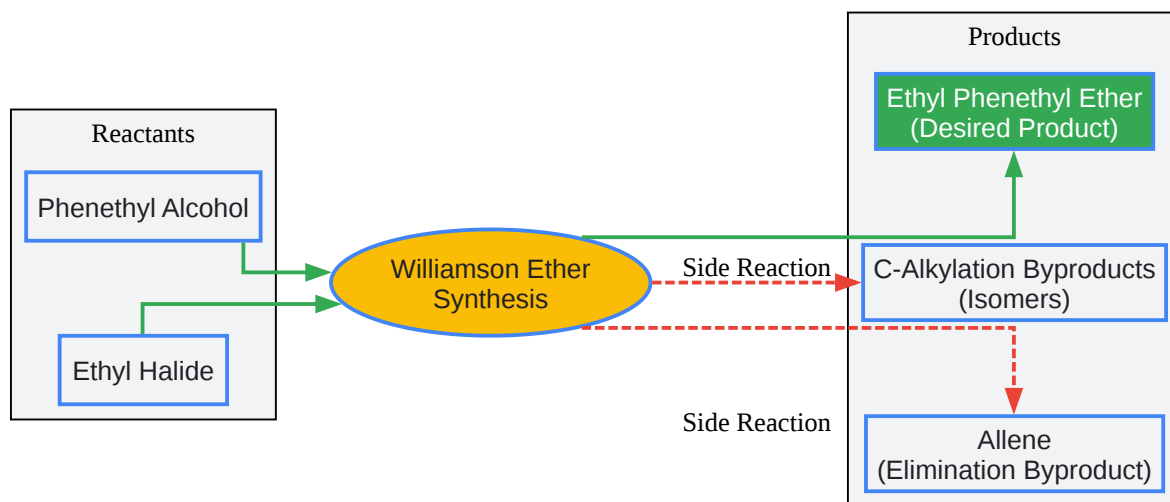 Reactants
Phenethyl Alcohol
Ethyl Halide
Williamson Ether
Synthesis
Side Reaction
Side Reaction
Products
Ethyl Phenethyl Ether
(Desired Product)
C-Alkylation Byproducts
(Isomers)
Allene
(Elimination Byproduct)